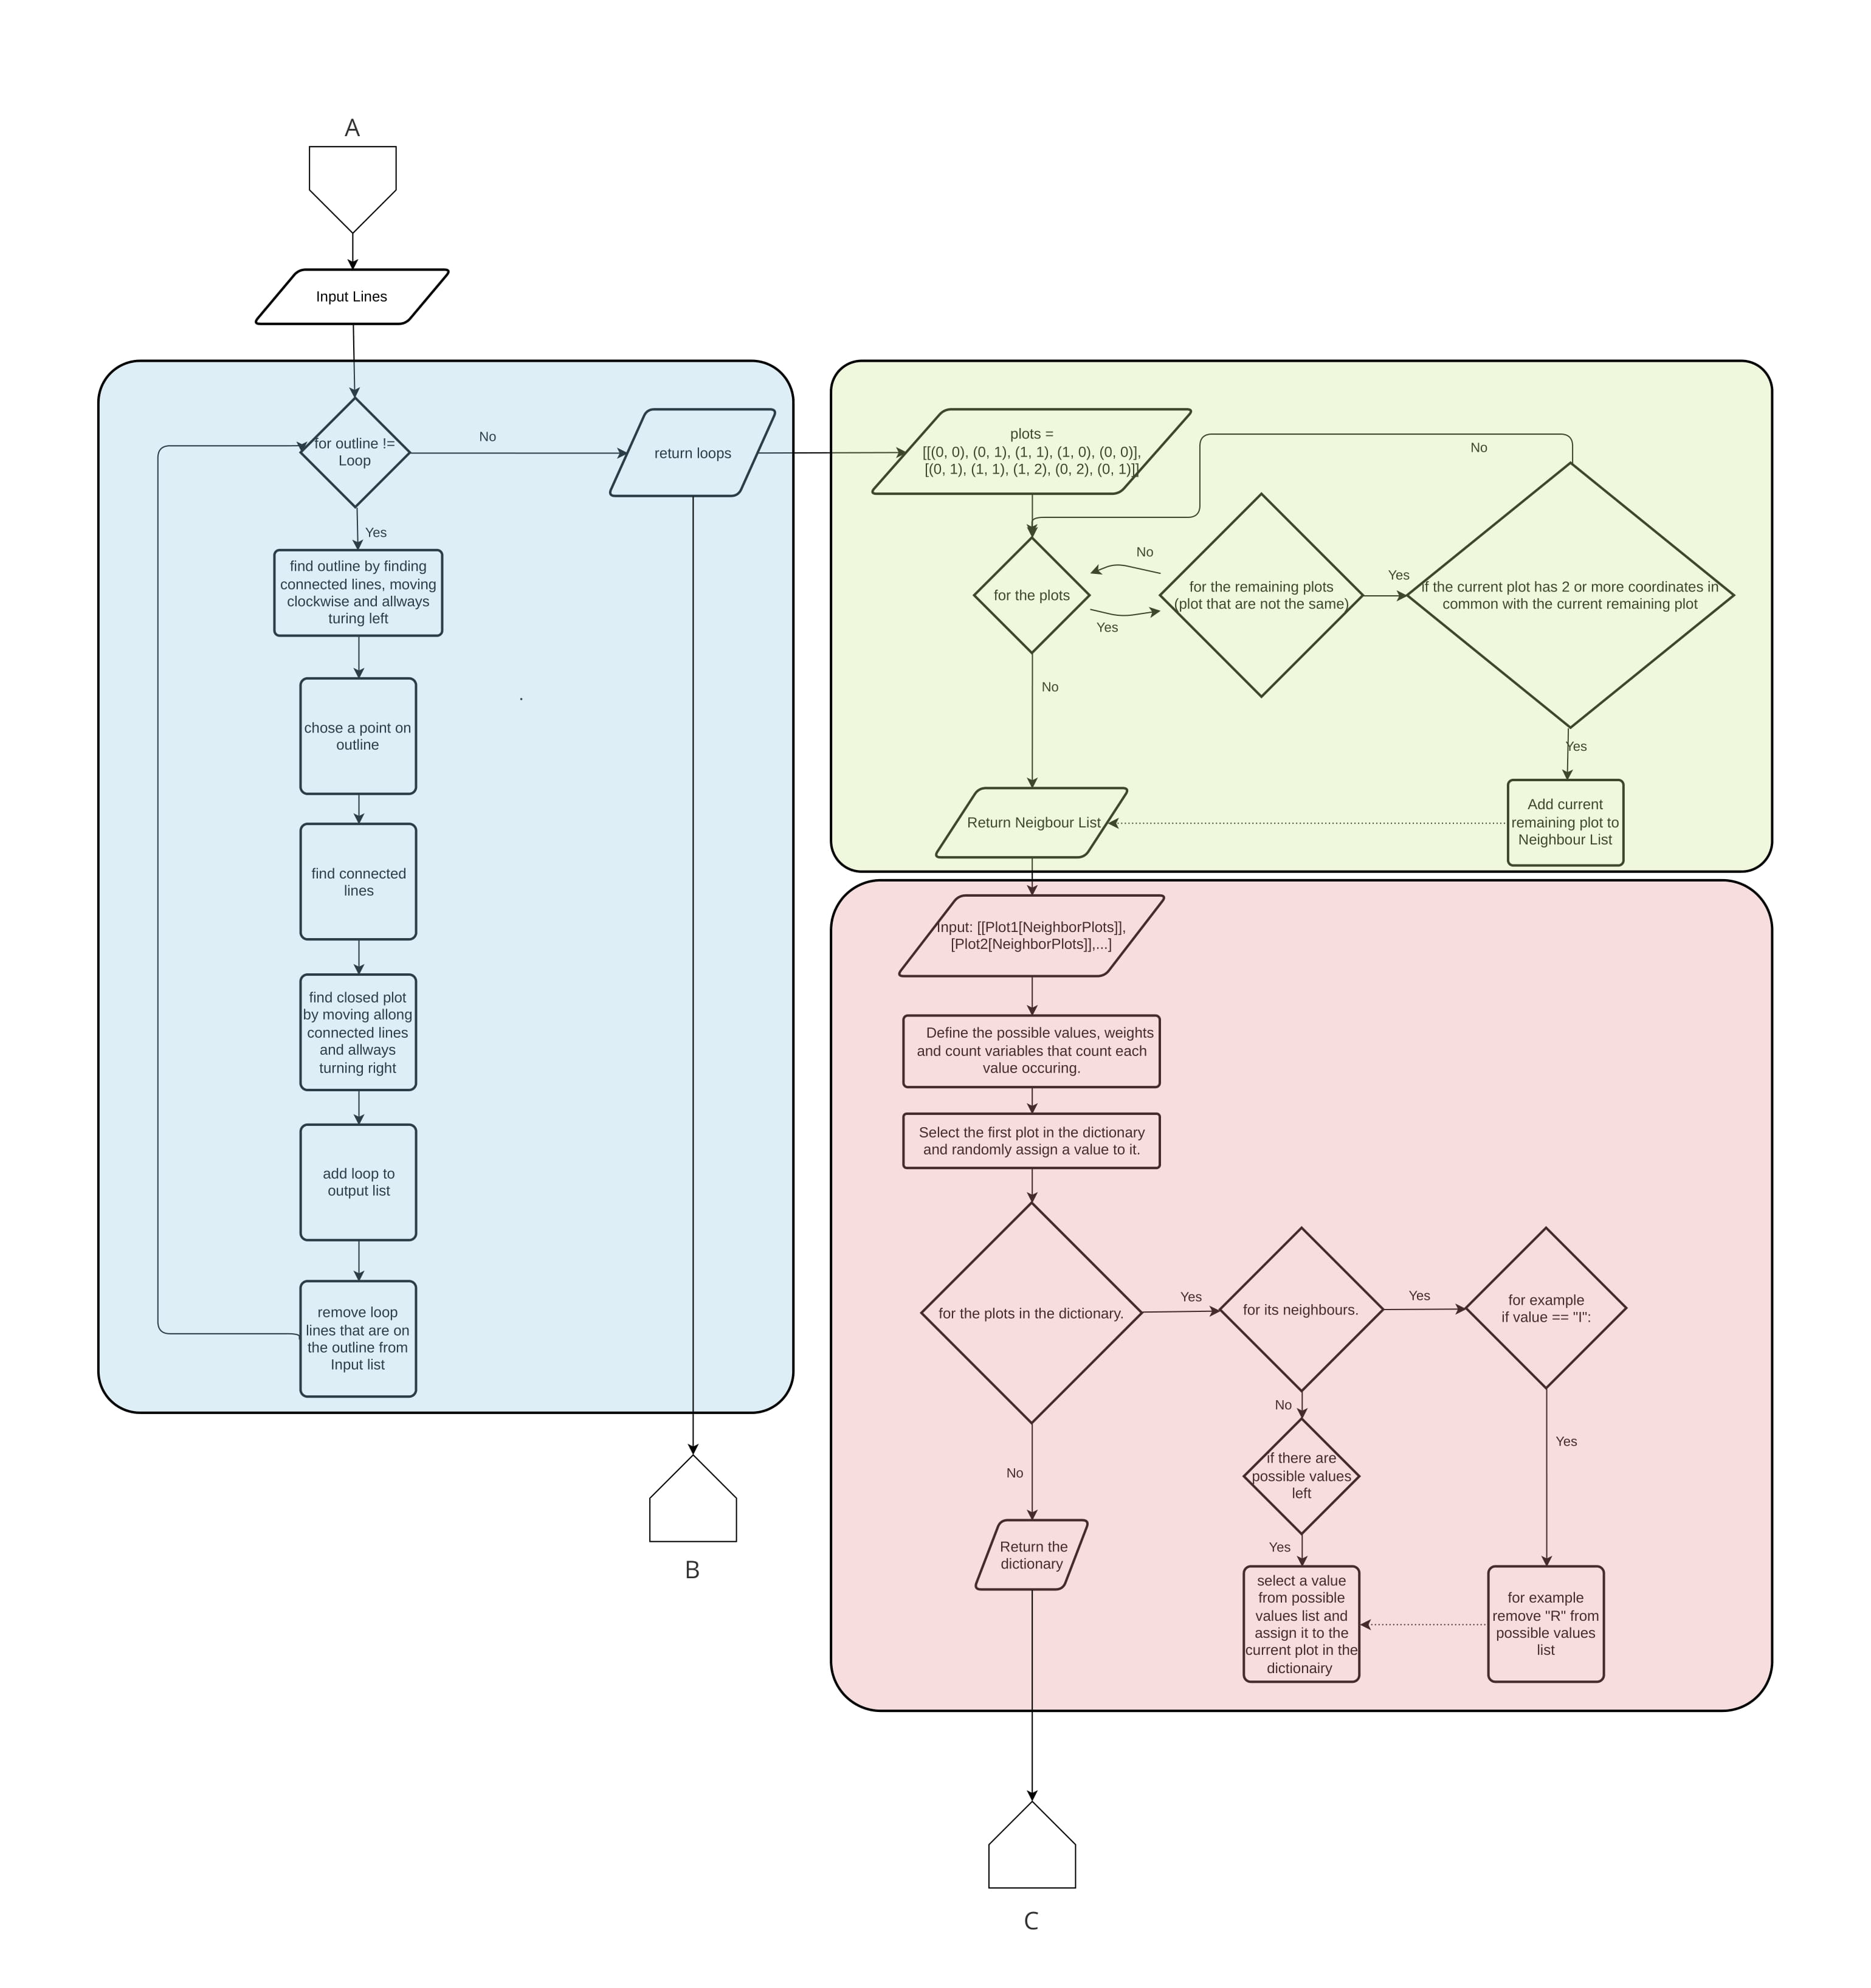 A
Input Lines
for outline !=
Loop
No
return loops
Yes
find outline by finding
connected lines, moving
clockwise and allways
turing left
chose a point on
outline
.
find connected
lines
find closed plot
by moving allong
connected lines
and allways
turning right
add loop to
output list
remove loop
lines that are on
the outline from
Input list
B
plots =
[[(0, 0), (0, 1), (1, 1), (1, 0), (0, 0)],
[(0, 1), (1, 1), (1, 2), (0, 2), (0, 1)]]
No
for the plots
No
Yes
for the remaining plots
(plot that are not the same)
Yes
if the current plot has 2 or more coordinates in
common with the current remaining plot
No
Yes
Return Neigbour List
Add current
remaining plot to
Neighbour List
Input: [[Plot1[NeighborPlots]],
[Plot2[NeighborPlots]],...]
Define the possible values, weights
and count variables that count each
value occuring.
Select the first plot in the dictionary
and randomly assign a value to it.
for the plots in the dictionary.
Yes
for its neighbours.
Yes
for example
if value == "I":
No
No
if there are
possible values
left
Yes
Yes
Return the
dictionary
select a value
from possible
values list and
assign it to the
current plot in the
dictionairy
for example
remove "R" from
possible values
list
C